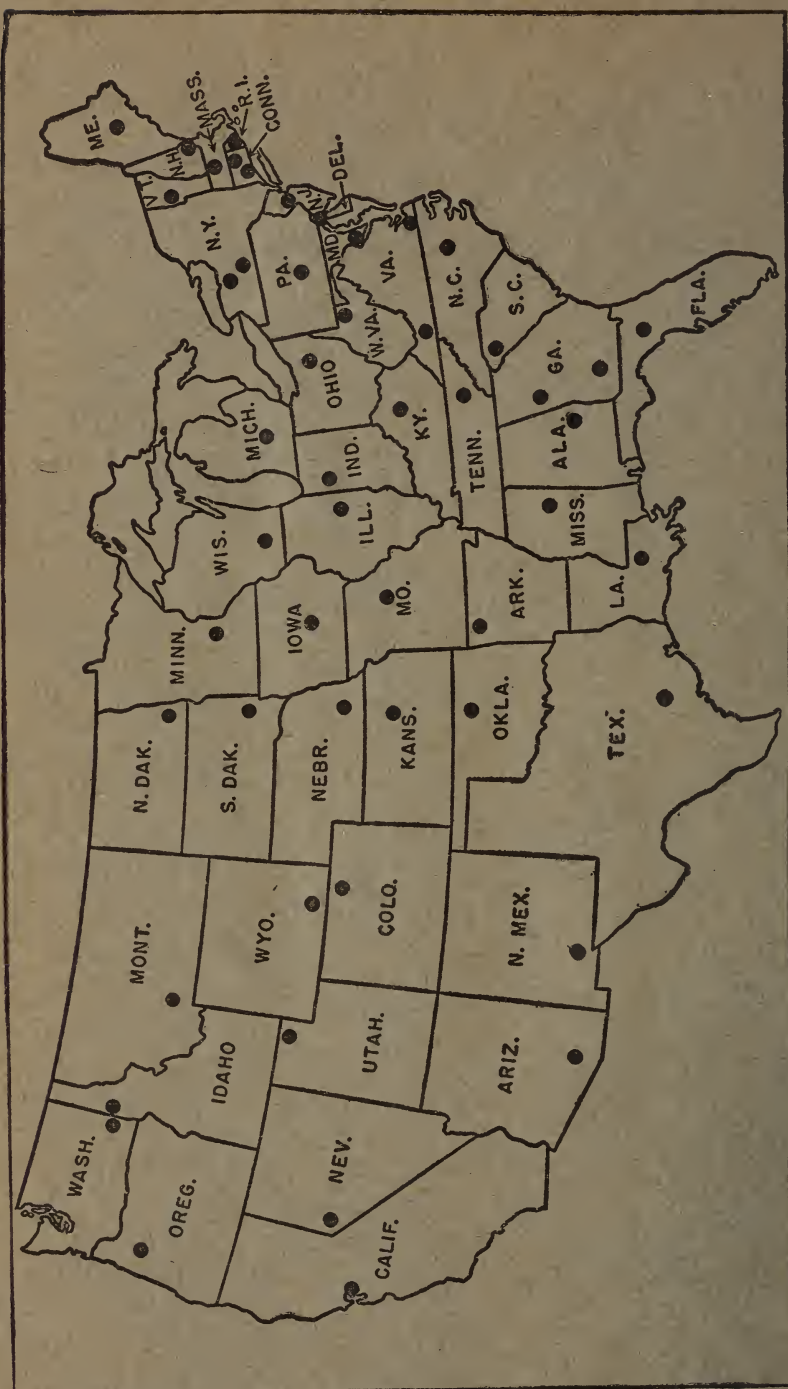 WASH.
OREG.
CALIF.
NEV.
IDAHO
MONT.
WYO.
UTAH.
COLO.
ARIZ.
N. MEX.
N. DAK.
S. DAK.
NEBR.
KANS.
OKLA.
TEX.
MINN.
IOWA
MO.
ARK.
LA.
WIS.
ILL.
MICH.
IND.
OHIO
KY.
TENN.
MISS.
ALA.
GA.
FLA.
S.C.
N.C.
VA.
W.VA.
MD.
DEL.
PA.
N.J.
N.Y.
VT.
N.H.
ME.
MASS.
R.I.
CONN.